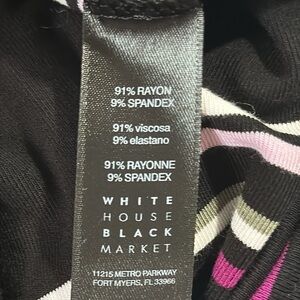 91% RAYON
9% SPANDEX
91% viscosa
9% elastano
91% RAYONNE
9% SPANDEX
WHITE
HOUSE
BLACK
MARKET
11215 METRO PARKWAY
FORT MYERS, FL 33966